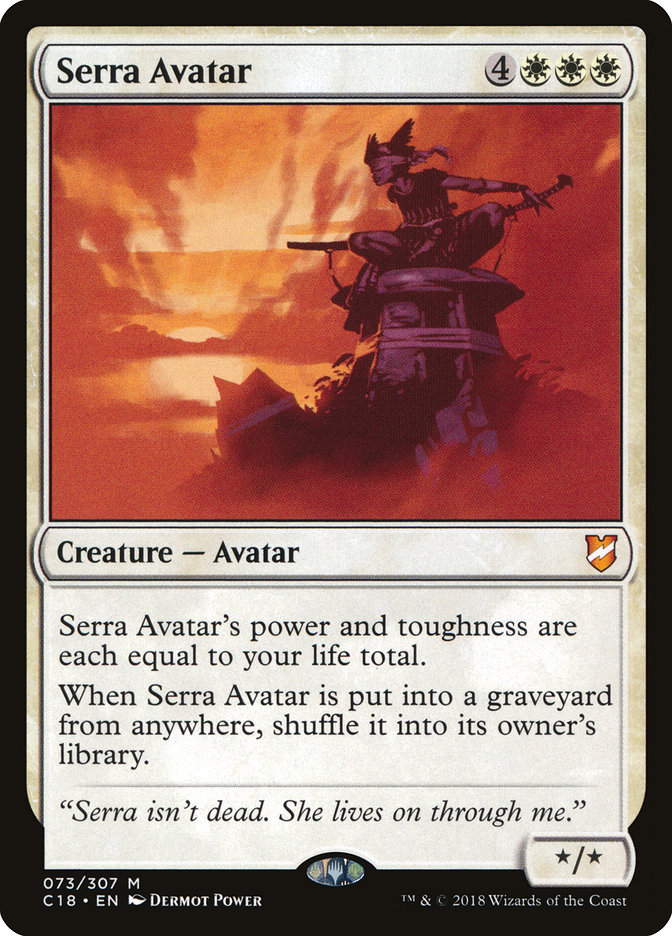 Serra Avatar 4
Creature — Avatar
Serra Avatar's power and toughness are
each equal to your life total.
When Serra Avatar is put into a graveyard
from anywhere, shuffle it into its owner's
library.
"Serra isn't dead. She lives on through me."
★/★
073/307 M
C18 • EN Dermot Power
™ & © 2018 Wizards of the Coast